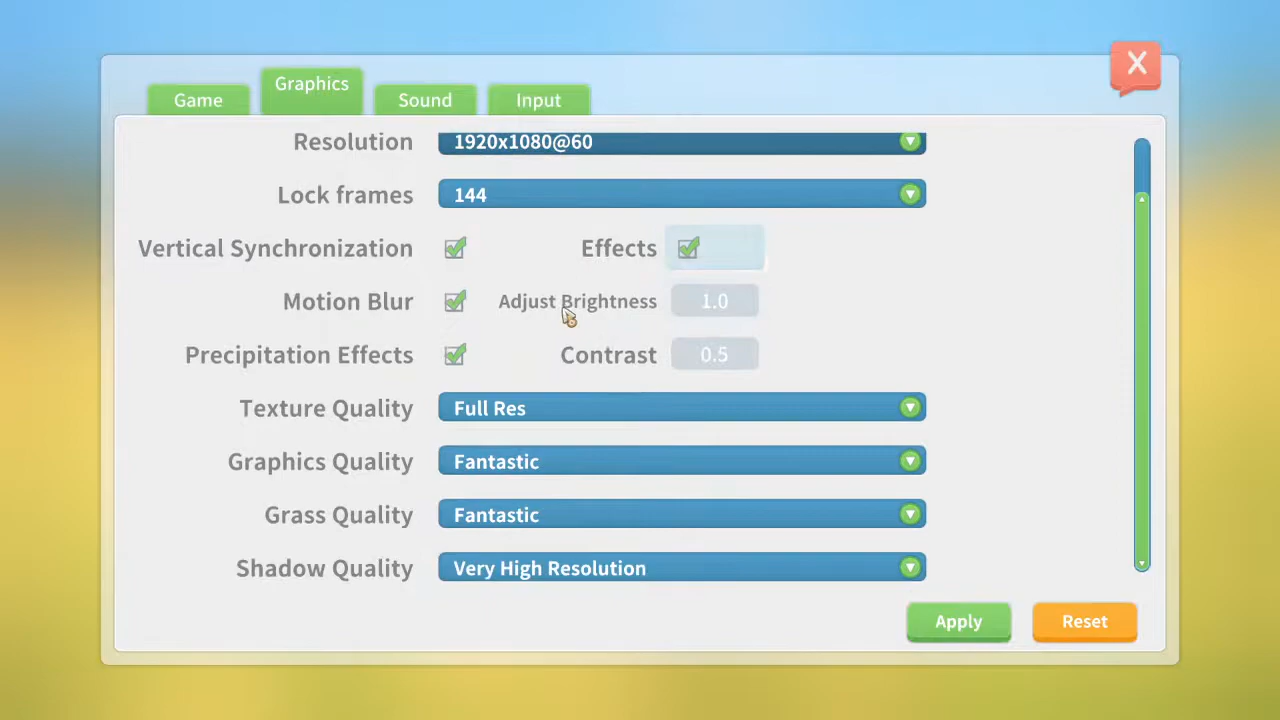 Game
Graphics
Sound
Input
X
Resolution 1920x1080@60
Lock frames 144
Vertical Synchronization Effects
Motion Blur Adjust Brightness 1.0
Precipitation Effects Contrast 0.5
Texture Quality Full Res
Graphics Quality Fantastic
Grass Quality Fantastic
Shadow Quality Very High Resolution
Apply Reset